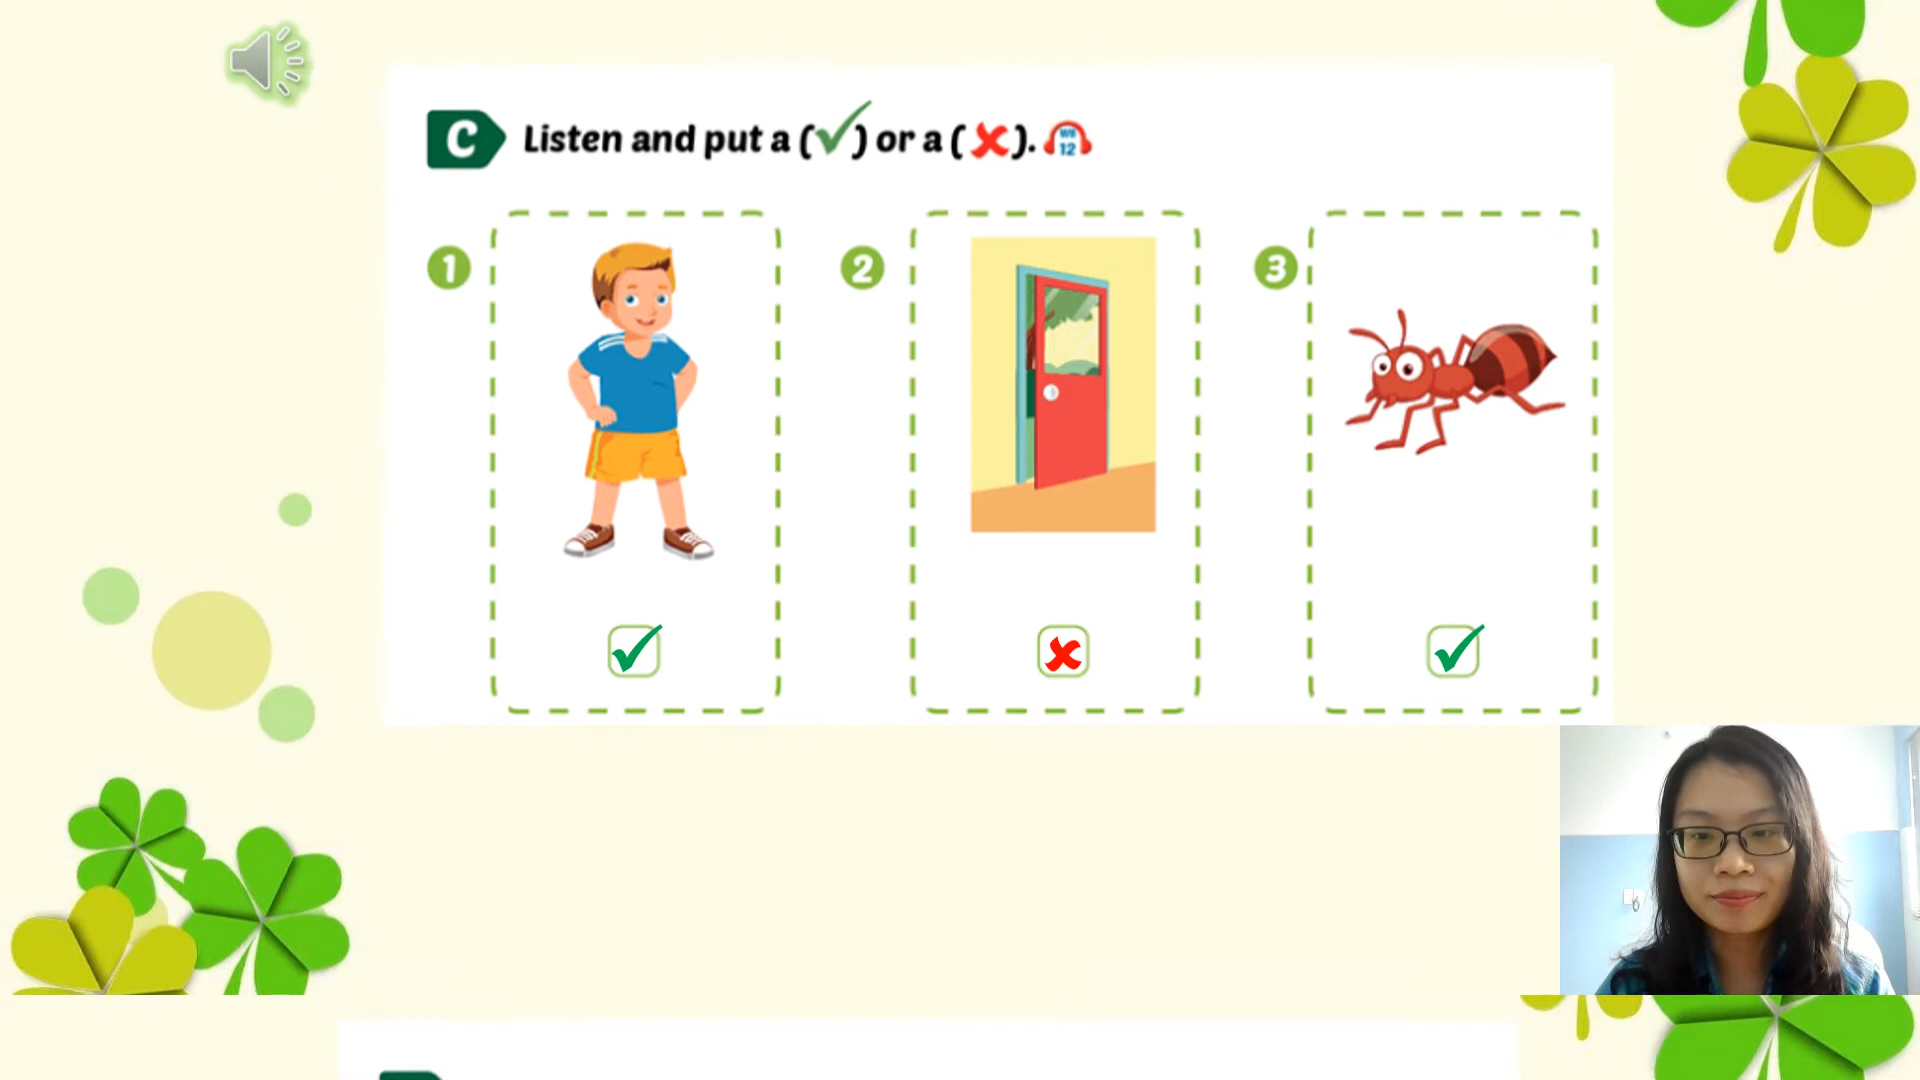 C Listen and put a (✓) or a (✗). WB 12
1 2 3